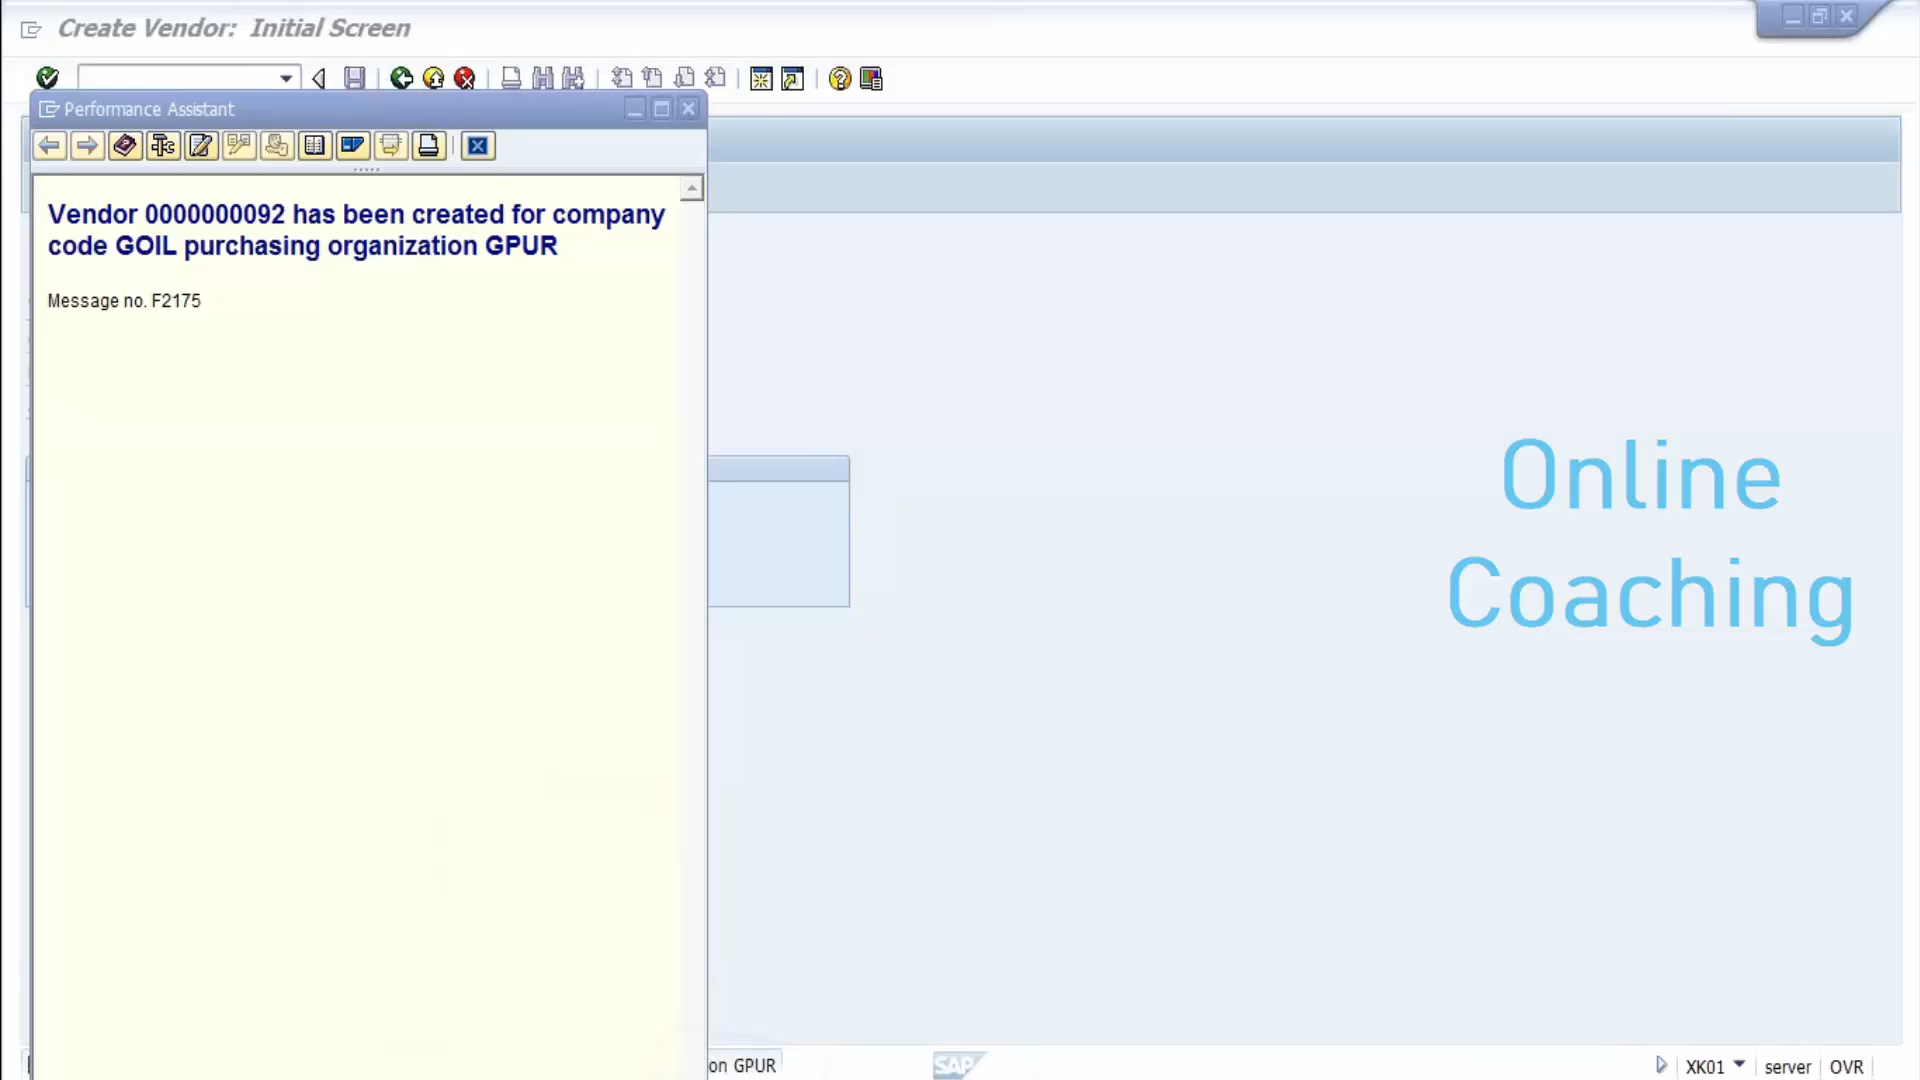 Create Vendor: Initial Screen
Performance Assistant
Vendor 0000000092 has been created for company
code GOIL purchasing organization GPUR
Message no. F2175
Online
Coaching
on GPUR
SAP
XK01
server
OVR